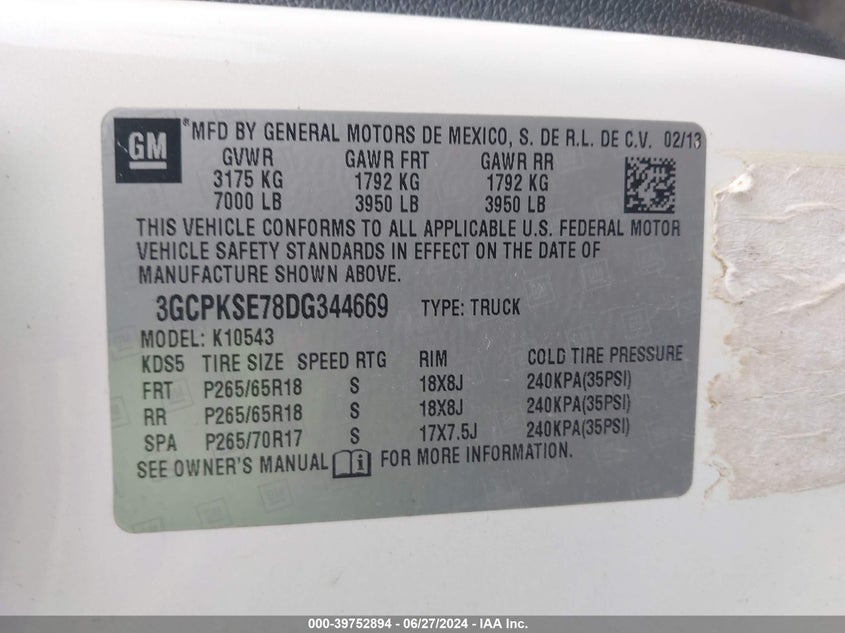 GM
® MFD BY GENERAL MOTORS DE MEXICO, S. DE R.L. DE C.V. 02/13
GVWR GAWR FRT GAWR RR
3175 KG 1792 KG 1792 KG
7000 LB 3950 LB 3950 LB
THIS VEHICLE CONFORMS TO ALL APPLICABLE U.S. FEDERAL MOTOR
VEHICLE SAFETY STANDARDS IN EFFECT ON THE DATE OF
MANUFACTURE SHOWN ABOVE.
3GCPKSE78DG344669 TYPE: TRUCK
MODEL: K10543
KDS5 TIRE SIZE SPEED RTG RIM COLD TIRE PRESSURE
FRT P265/65R18 S 18X8J 240KPA(35PSI)
RR P265/65R18 S 18X8J 240KPA(35PSI)
SPA P265/70R17 S 17X7.5J 240KPA(35PSI)
SEE OWNER'S MANUAL i FOR MORE INFORMATION.
000-39752894 | 06/27/2024 - IAA Inc.